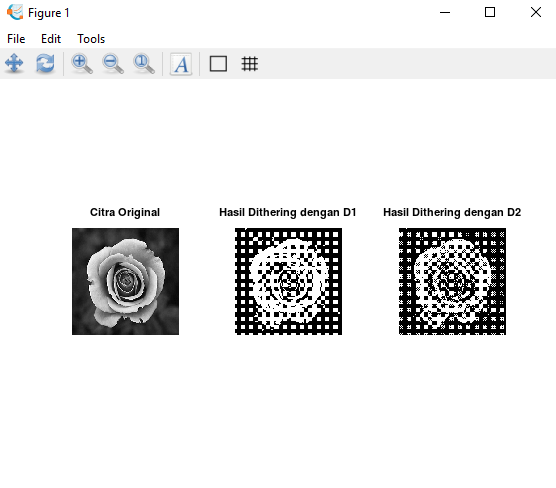 Figure 1
File Edit Tools
A
Citra Original Hasil Dithering dengan D1 Hasil Dithering dengan D2